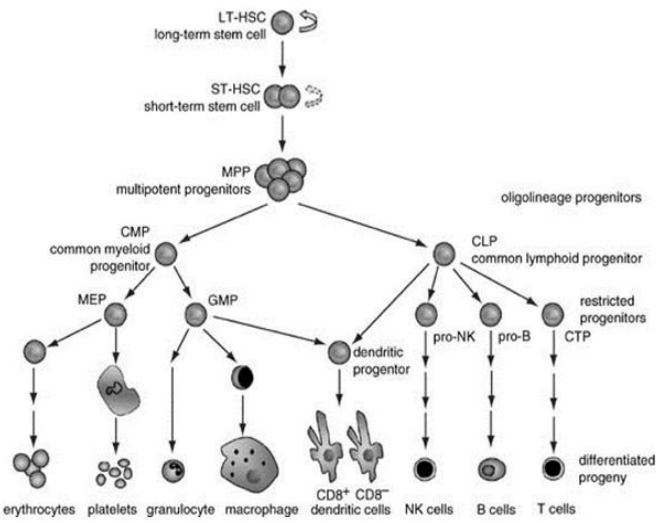 LT-HSC
long-term stem cell
ST-HSC
short-term stem cell
MPP
multipotent progenitors
oligolineage progenitors
CMP
common myeloid
progenitor
CLP
common lymphoid progenitor
MEP
GMP
restricted
progenitors
pro-NK
pro-B
CTP
dendritic
progentor
differentiated
progeny
CD8+ CD8−
erythrocytes platelets granulocyte macrophage dendritic cells NK cells B cells T cells